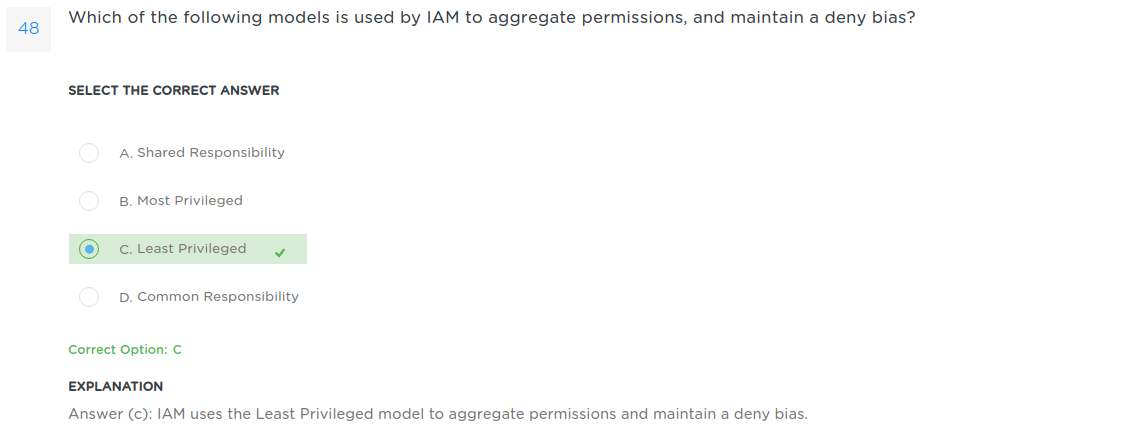 48
Which of the following models is used by IAM to aggregate permissions, and maintain a deny bias?
SELECT THE CORRECT ANSWER
A. Shared Responsibility
B. Most Privileged
C. Least Privileged
D. Common Responsibility
Correct Option: C
EXPLANATION
Answer (c): IAM uses the Least Privileged model to aggregate permissions and maintain a deny bias.